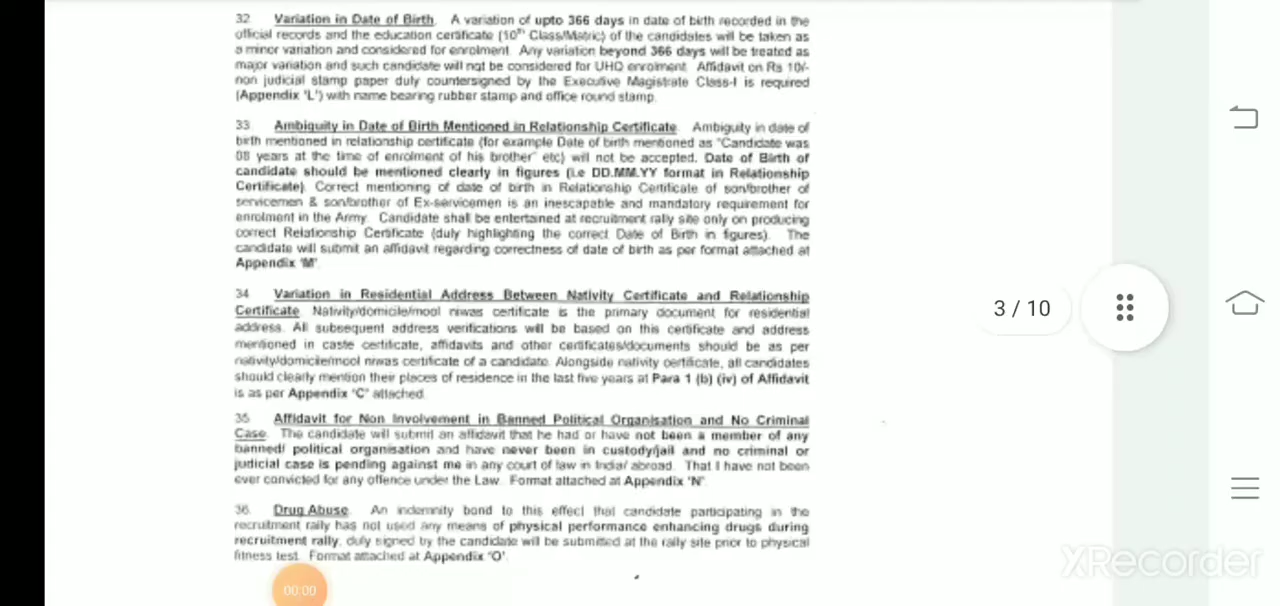 32 Variation in Date of Birth. A variation of upto 366 days in date of birth recorded in the
official records and the education certificate (10th Class/Matric) of the candidates will be taken as
a minor variation and considered for enrolment. Any variation beyond 366 days will be treated as
major variation and such candidate will not be considered for UHQ enrolment. Affidavit on Rs 10/-
non judicial stamp paper duly countersigned by the Executive Magistrate Class-I is required
(Appendix 'L') with name bearing rubber stamp and office round stamp.
33 Ambiguity in Date of Birth Mentioned in Relationship Certificate. Ambiguity in date of
birth mentioned in relationship certificate (for example Date of birth mentioned as "Candidate was
08 years at the time of enrolment of his brother" etc) will not be accepted. Date of Birth of
candidate should be mentioned clearly in figures (i.e DD.MM.YY format in Relationship
Certificate). Correct mentioning of date of birth in Relationship Certificate of son/brother of
servicemen & son/brother of Ex-servicemen is an inescapable and mandatory requirement for
enrolment in the Army. Candidate shall be entertained at recruitment rally site only on producing
correct Relationship Certificate (duly highlighting the correct Date of Birth in figures). The
candidate will submit an affidavit regarding correctness of date of birth as per format attached at
Appendix 'M'
34 Variation in Residential Address Between Nativity Certificate and Relationship
Certificate Nativity/domicile/mool niwas certificate is the primary document for residential
address. All subsequent address verifications will be based on this certificate and address
mentioned in caste certificate, affidavits and other certificates/documents should be as per
nativity/domicile/mool niwas certificate of a candidate. Alongside nativity certificate, all candidates
should clearly mention their places of residence in the last five years at Para 1 (b) (iv) of Affidavit
is as per Appendix 'C' attached.
35 Affidavit for Non Involvement in Banned Political Organisation and No Criminal
Case. The candidate will submit an affidavit that he had or have not been a member of any
banned/ political organisation and have never been in custody/jail and no criminal or
judicial case is pending against me in any court of law in India/ abroad. That I have not been
ever convicted for any offence under the Law. Format attached at Appendix 'N'
36. Drug Abuse. An indemnity bond to this effect that candidate participating in the
recruitment rally has not used any means of physical performance enhancing drugs during
recruitment rally, duly signed by the candidate will be submitted at the rally site prior to physical
fitness test. Format attached at Appendix 'O'.
3 / 10
00:00
XRecorder